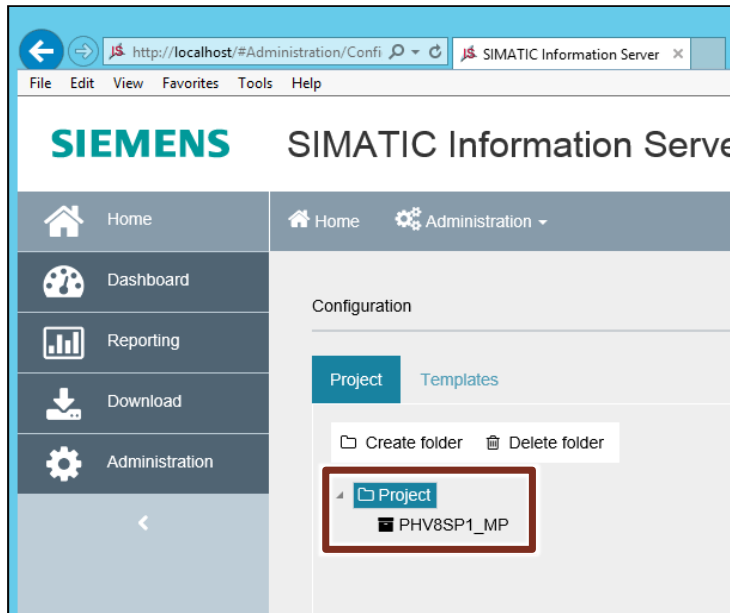 http://localhost/#Administration/Confi
SIMATIC Information Server
File Edit View Favorites Tools Help
SIEMENS
SIMATIC Information Serve
Home
Home Administration
Dashboard
Configuration
Reporting
Project Templates
Download
Create folder Delete folder
Administration
Project
PHV8SP1_MP